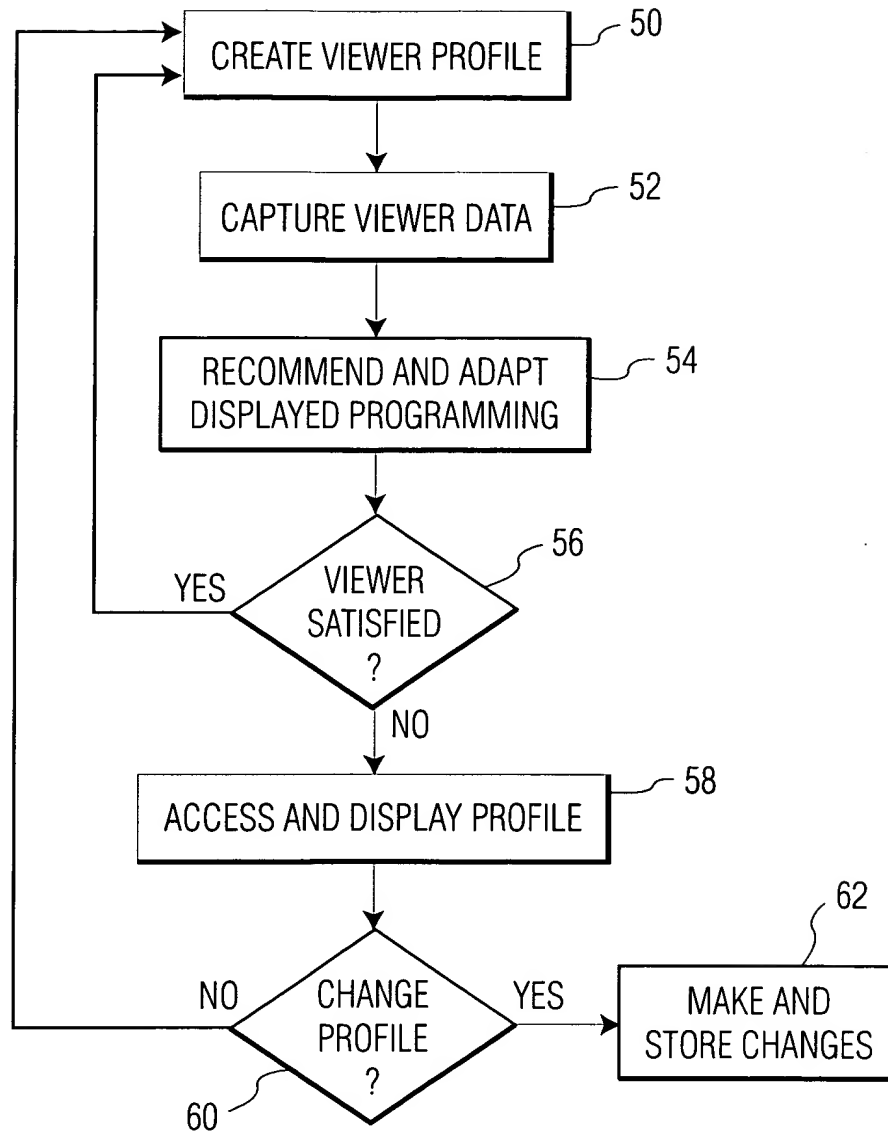 50
CREATE VIEWER PROFILE
52
CAPTURE VIEWER DATA
54
RECOMMEND AND ADAPT
DISPLAYED PROGRAMMING
56
YES
VIEWER
SATISFIED
?
NO
58
ACCESS AND DISPLAY PROFILE
62
NO
CHANGE
PROFILE
?
YES
MAKE AND
STORE CHANGES
60